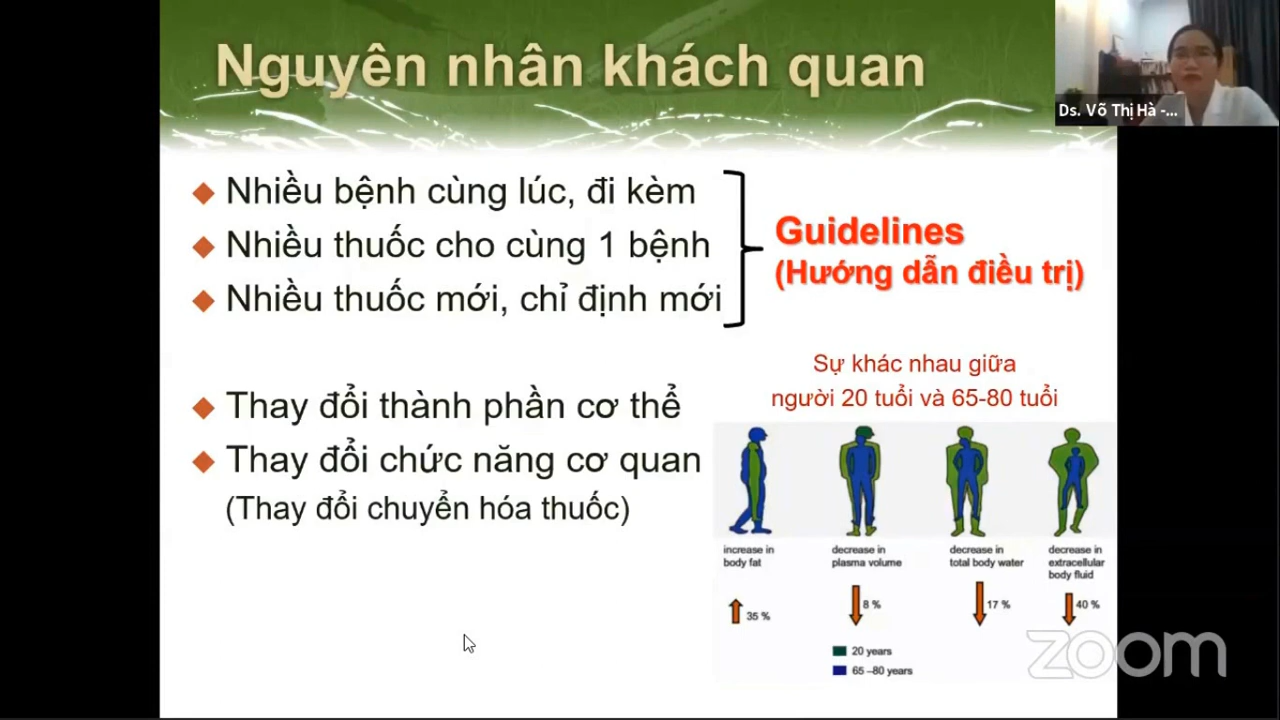 Nguyên nhân khách quan
Ds. Võ Thị Hà -...
Nhiều bệnh cùng lúc, đi kèm
Nhiều thuốc cho cùng 1 bệnh
Nhiều thuốc mới, chỉ định mới
Guidelines
(Hướng dẫn điều trị)
Thay đổi thành phần cơ thể
Thay đổi chức năng cơ quan
(Thay đổi chuyển hóa thuốc)
Sự khác nhau giữa
người 20 tuổi và 65-80 tuổi
increase in
body fat
35 %
decrease in
plasma volume
8 %
decrease in
total body water
17 %
decrease in
extracellular
body fluid
40 %
20 years
65 –80 years
zoom